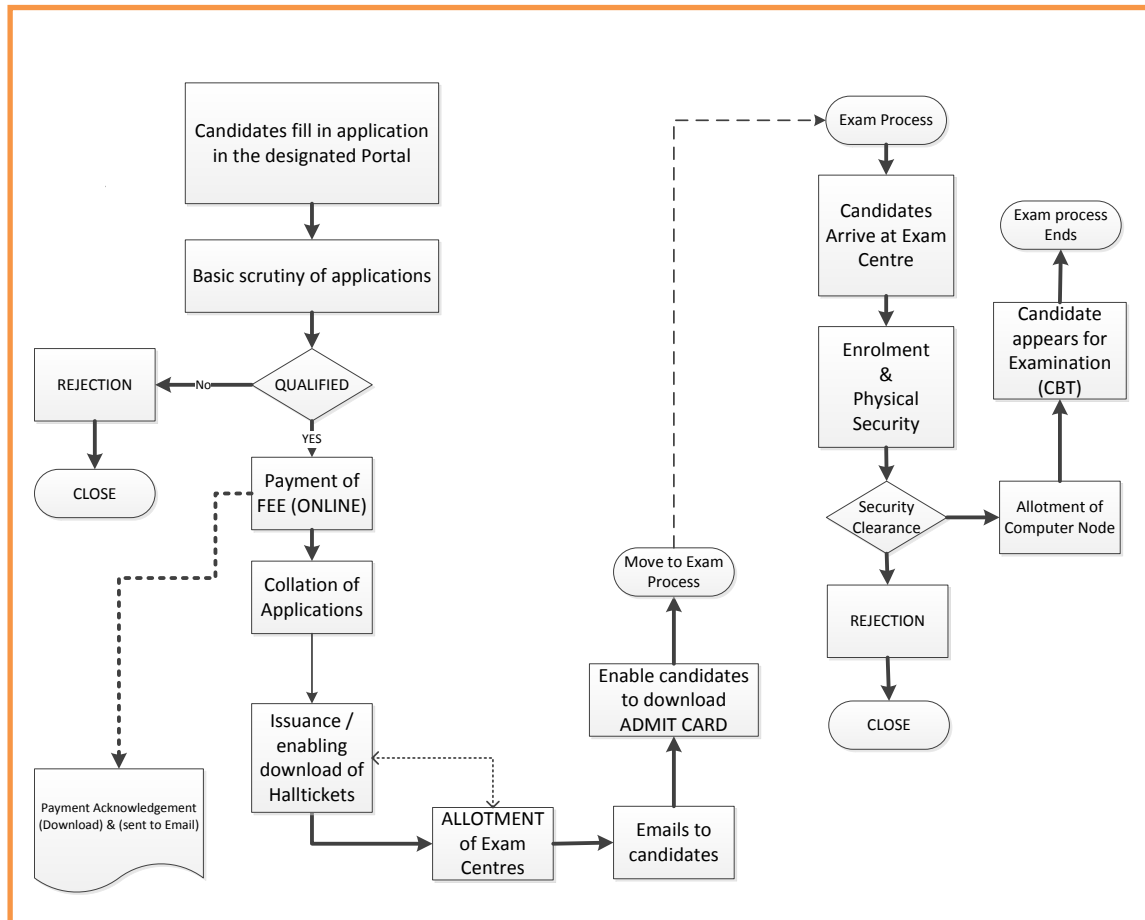 Candidates fill in application
in the designated Portal
Basic scrutiny of applications
QUALIFIED
No
REJECTION
CLOSE
YES
Payment of
FEE (ONLINE)
Collation of
Applications
Issuance /
enabling
download of
Halltickets
Payment Acknowledgement
(Download) & (sent to Email)
ALLOTMENT
of Exam
Centres
Emails to
candidates
Enable candidates
to download
ADMIT CARD
Move to Exam
Process
Exam Process
Candidates
Arrive at Exam
Centre
Enrolment
&
Physical
Security
Security
Clearance
REJECTION
CLOSE
Allotment of
Computer Node
Candidate
appears for
Examination
(CBT)
Exam process
Ends